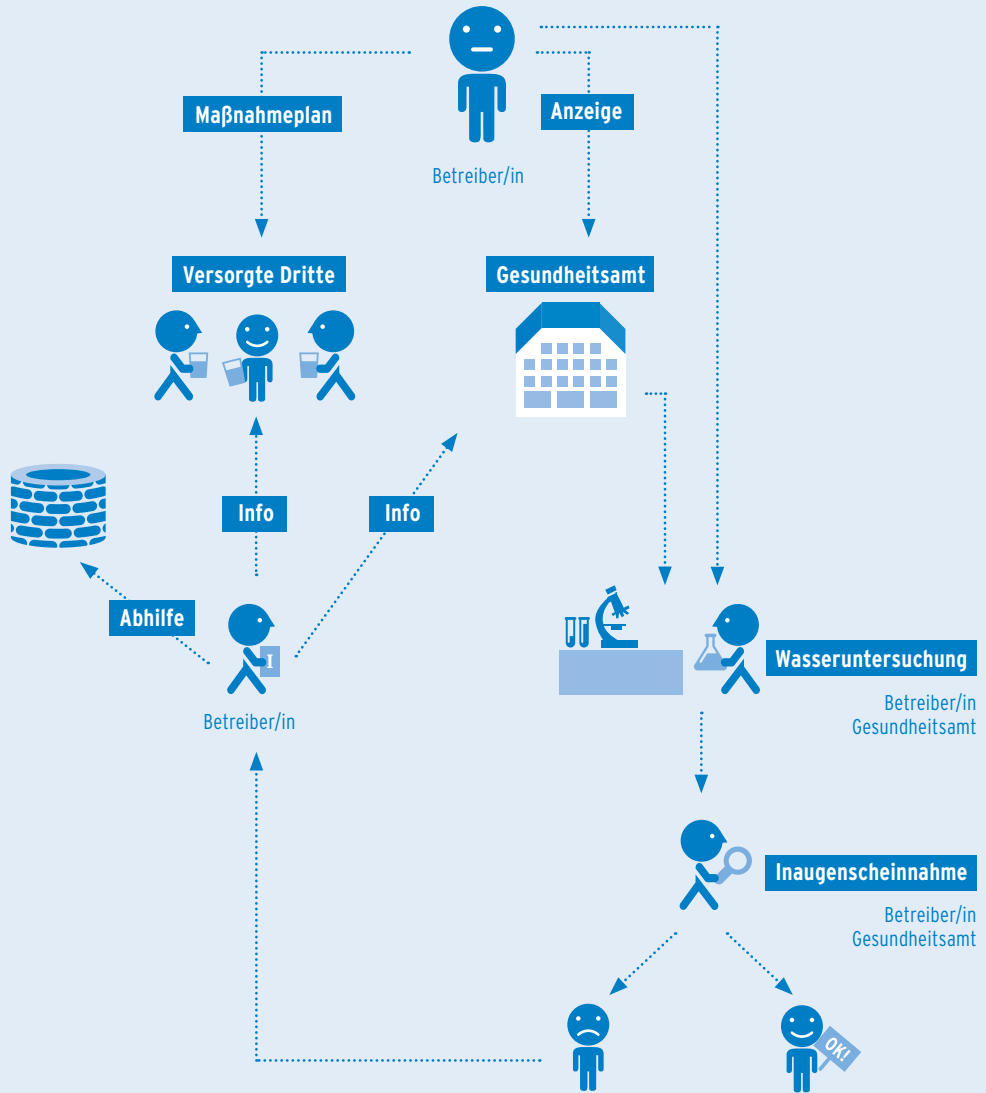 Maßnahmeplan
Anzeige
Betreiber/in
Versorgte Dritte
Gesundheitsamt
Info
Info
Abhilfe
I
Betreiber/in
Wasseruntersuchung
Betreiber/in
Gesundheitsamt
Inaugenscheinnahme
Betreiber/in
Gesundheitsamt
OK!